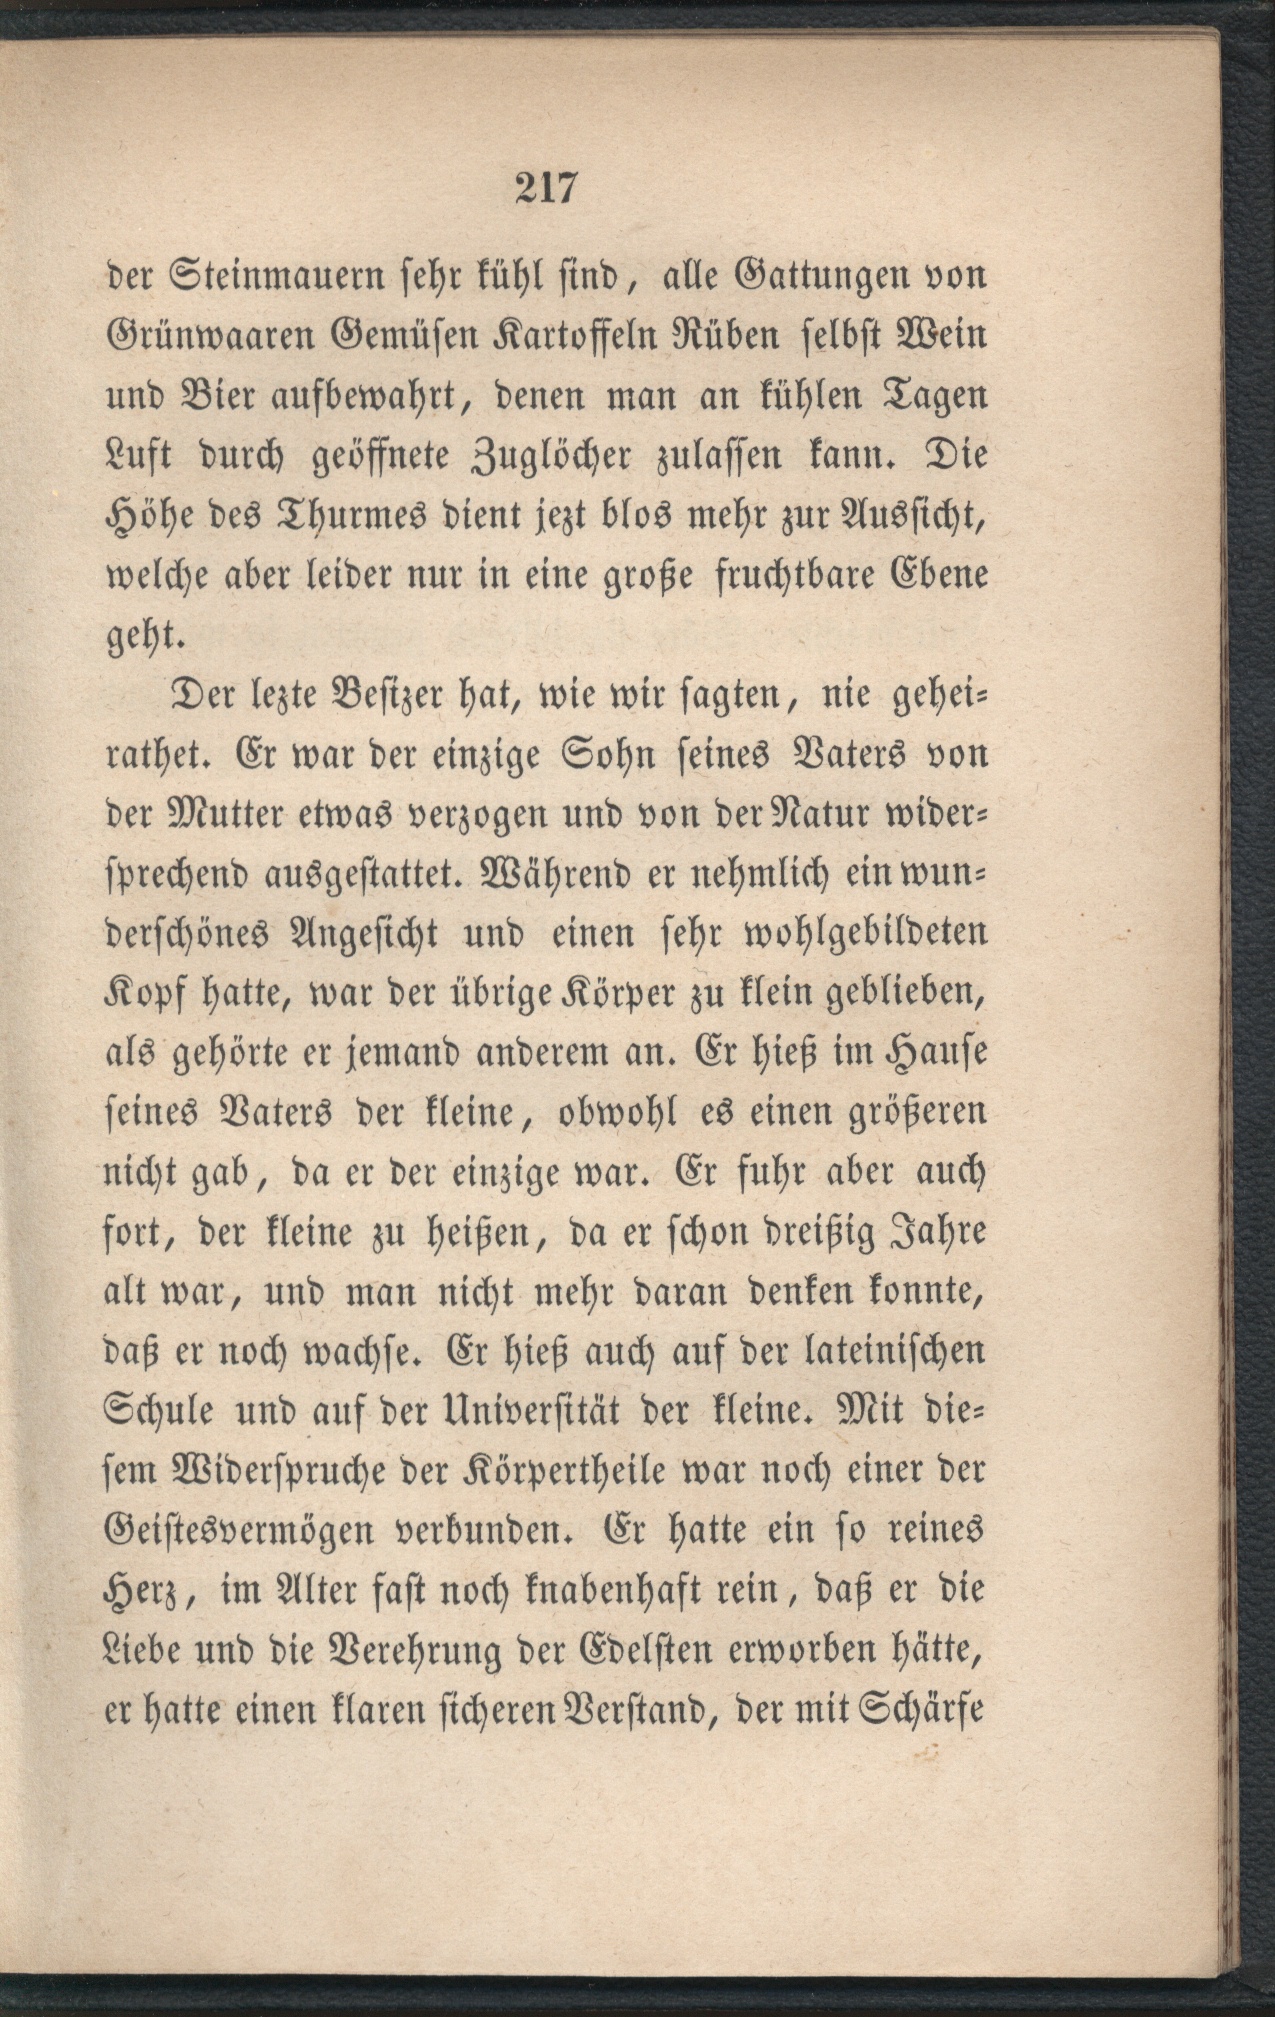 217
der Steinmauern sehr kühl sind, alle Gattungen von
Grünwaaren Gemüsen Kartoffeln Rüben selbst Wein
und Bier aufbewahrt, denen man an kühlen Tagen
Luft durch geöffnete Zuglöcher zulassen kann. Die
Höhe des Thurmes dient jezt blos mehr zur Aussicht,
welche aber leider nur in eine große fruchtbare Ebene
geht.
Der lezte Besizer hat, wie wir sagten, nie gehei-
rathet. Er war der einzige Sohn seines Vaters von
der Mutter etwas verzogen und von der Natur wider-
sprechend ausgestattet. Während er nehmlich ein wun-
derschönes Angesicht und einen sehr wohlgebildeten
Kopf hatte, war der übrige Körper zu klein geblieben,
als gehörte er jemand anderem an. Er hieß im Hause
seines Vaters der kleine, obwohl es einen größeren
nicht gab, da er der einzige war. Er fuhr aber auch
fort, der kleine zu heißen, da er schon dreißig Jahre
alt war, und man nicht mehr daran denken konnte,
daß er noch wachse. Er hieß auch auf der lateinischen
Schule und auf der Universität der kleine. Mit die-
sem Widerspruche der Körpertheile war noch einer der
Geistesvermögen verbunden. Er hatte ein so reines
Herz, im Alter fast noch knabenhaft rein, daß er die
Liebe und die Verehrung der Edelsten erworben hätte,
er hatte einen klaren sicheren Verstand, der mit Schärfe